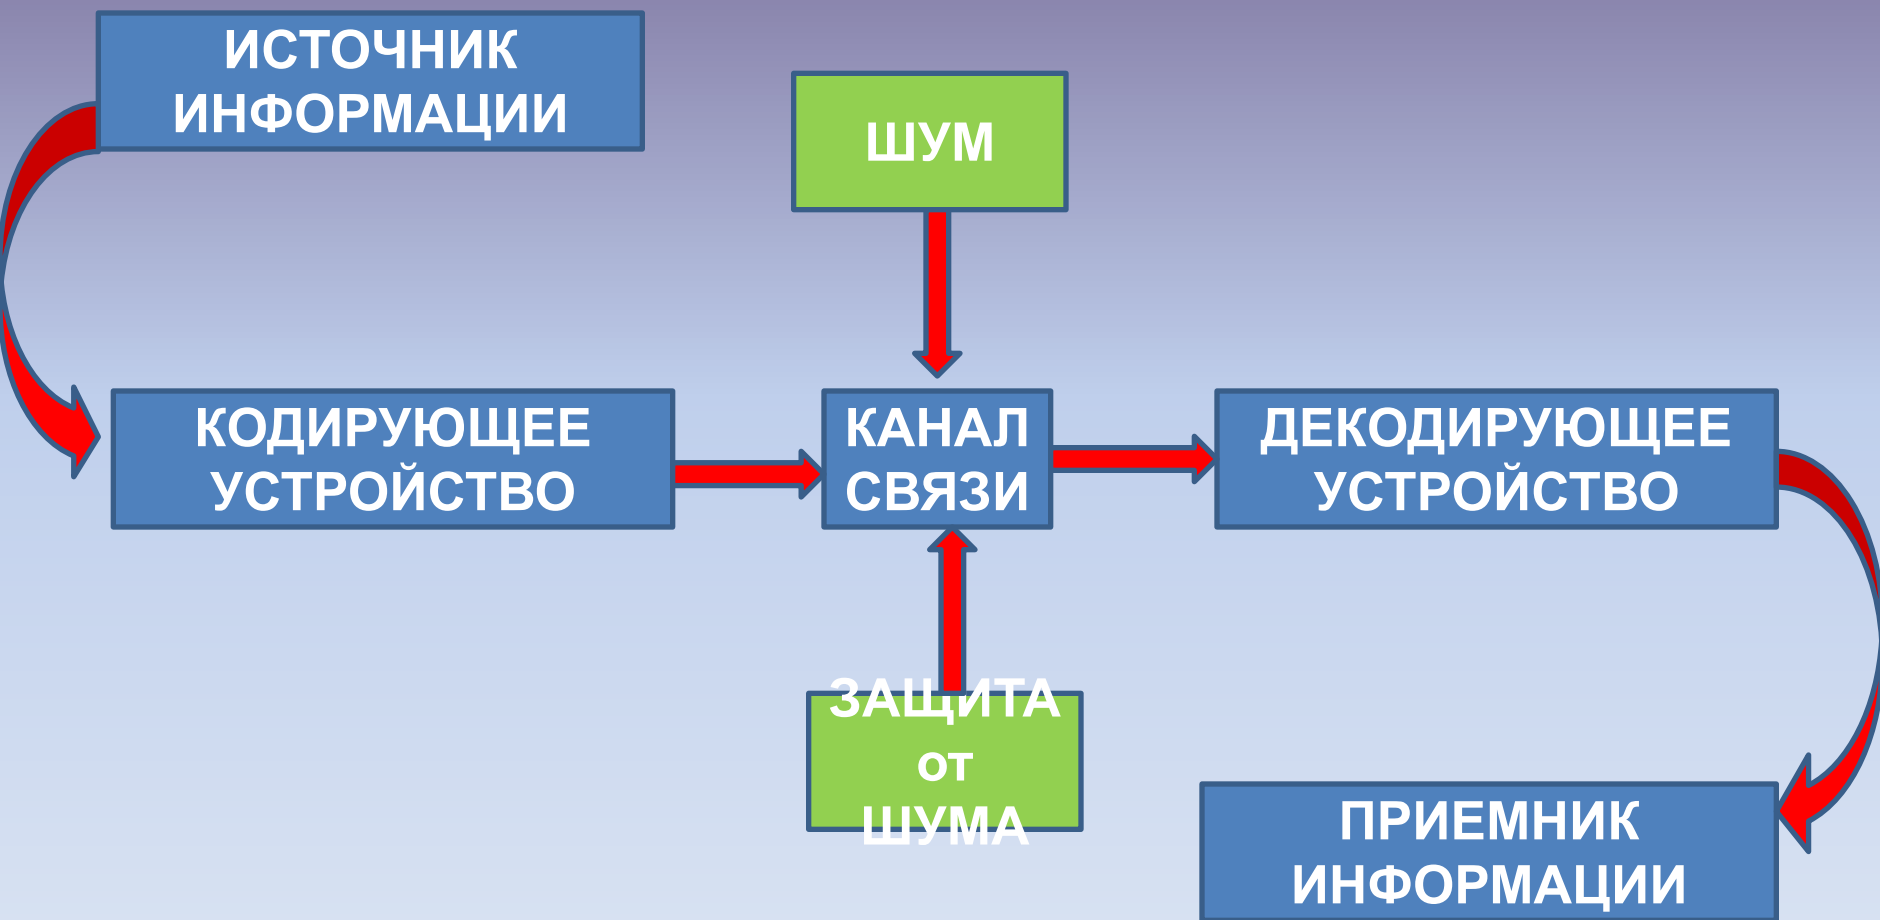 ИСТОЧНИК
ИНФОРМАЦИИ
ШУМ
КОДИРУЮЩЕЕ
УСТРОЙСТВО
КАНАЛ
СВЯЗИ
ДЕКОДИРУЮЩЕЕ
УСТРОЙСТВО
ЗАЩИТА
от
ШУМА
ПРИЕМНИК
ИНФОРМАЦИИ